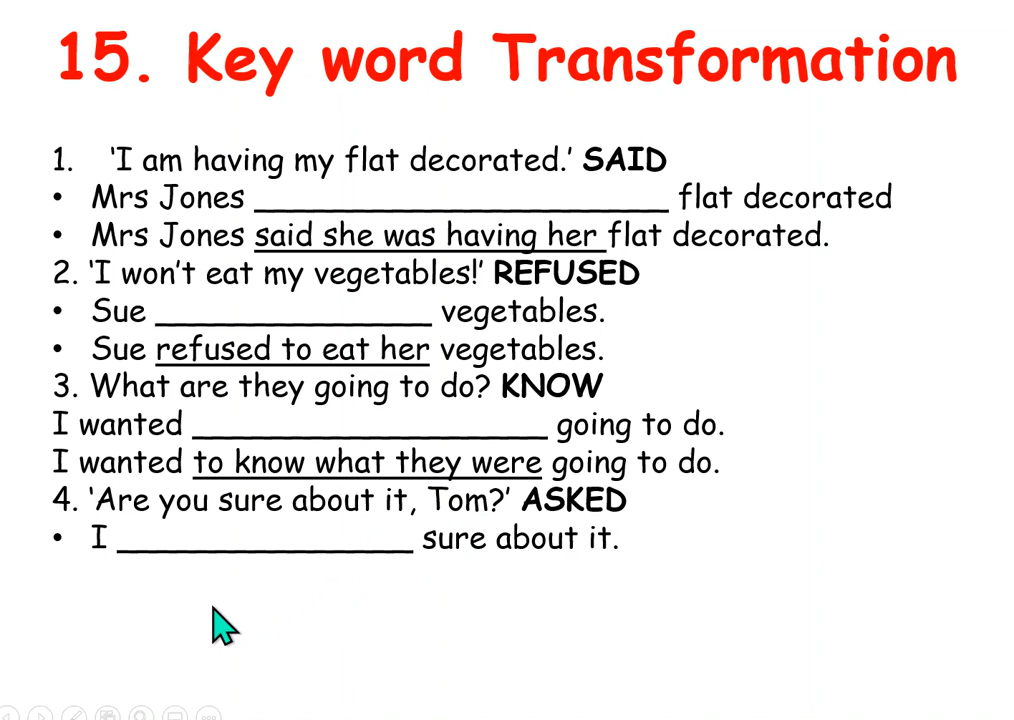 15. Key word Transformation
1. ‘I am having my flat decorated.’ SAID
• Mrs Jones __________________________ flat decorated
• Mrs Jones said she was having her flat decorated.
2. ‘I won’t eat my vegetables!’ REFUSED
• Sue _________________ vegetables.
• Sue refused to eat her vegetables.
3. What are they going to do? KNOW
I wanted ______________________ going to do.
I wanted to know what they were going to do.
4. ‘Are you sure about it, Tom?’ ASKED
• I __________________ sure about it.